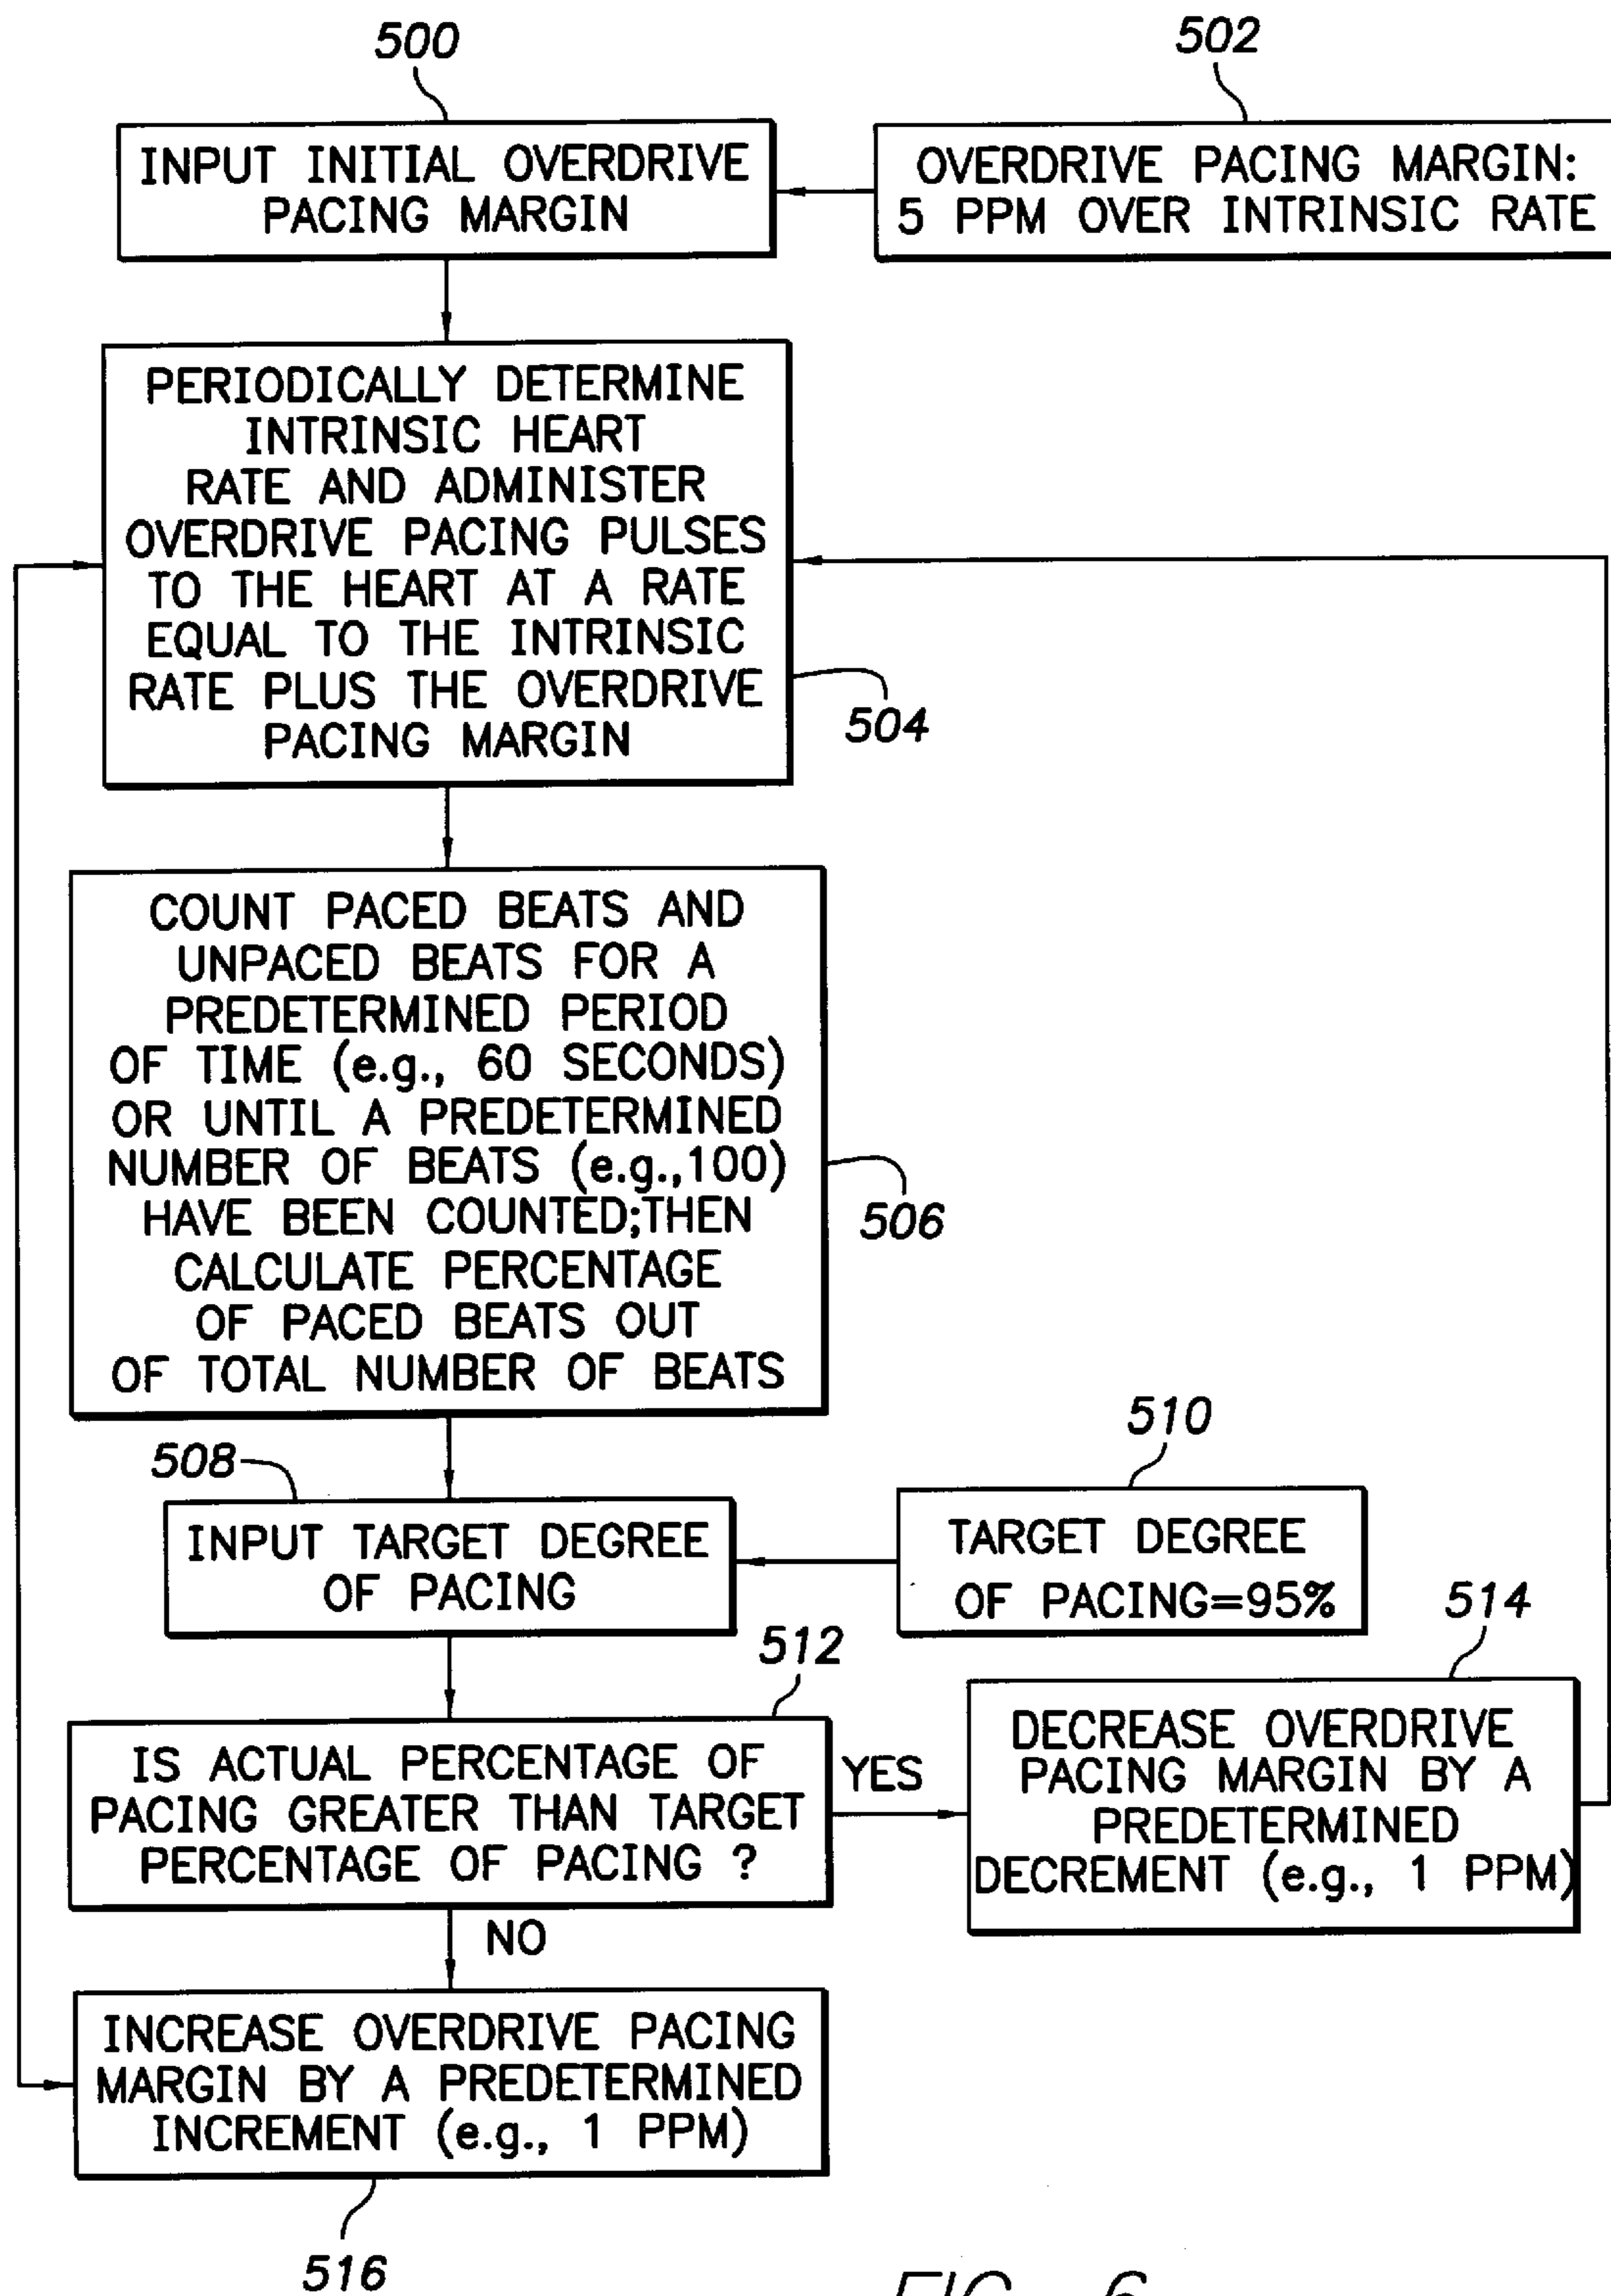 500
502
INPUT INITIAL OVERDRIVE
PACING MARGIN
OVERDRIVE PACING MARGIN:
5 PPM OVER INTRINSIC RATE
PERIODICALLY DETERMINE
INTRINSIC HEART
RATE AND ADMINISTER
OVERDRIVE PACING PULSES
TO THE HEART AT A RATE
EQUAL TO THE INTRINSIC
RATE PLUS THE OVERDRIVE
PACING MARGIN
504
COUNT PACED BEATS AND
UNPACED BEATS FOR A
PREDETERMINED PERIOD
OF TIME (e.g., 60 SECONDS)
OR UNTIL A PREDETERMINED
NUMBER OF BEATS (e.g.,100)
HAVE BEEN COUNTED;THEN
CALCULATE PERCENTAGE
OF PACED BEATS OUT
OF TOTAL NUMBER OF BEATS
506
508
INPUT TARGET DEGREE
OF PACING
510
TARGET DEGREE
OF PACING=95%
512
IS ACTUAL PERCENTAGE OF
PACING GREATER THAN TARGET
PERCENTAGE OF PACING ?
YES
514
DECREASE OVERDRIVE
PACING MARGIN BY A
PREDETERMINED
DECREMENT (e.g., 1 PPM)
NO
INCREASE OVERDRIVE PACING
MARGIN BY A PREDETERMINED
INCREMENT (e.g., 1 PPM)
516
FIG. 6